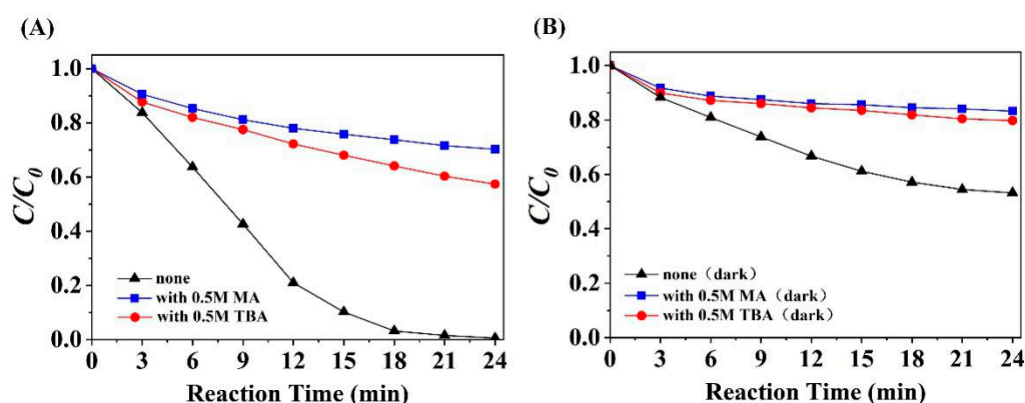 (A)
C/C0
1.0
0.8
0.6
0.4
0.2
0.0
none
with 0.5M MA
with 0.5M TBA
0 3 6 9 12 15 18 21 24
Reaction Time (min)
(B)
C/C0
1.0
0.8
0.6
0.4
0.2
0.0
none（dark）
with 0.5M MA（dark）
with 0.5M TBA（dark）
0 3 6 9 12 15 18 21 24
Reaction Time (min)